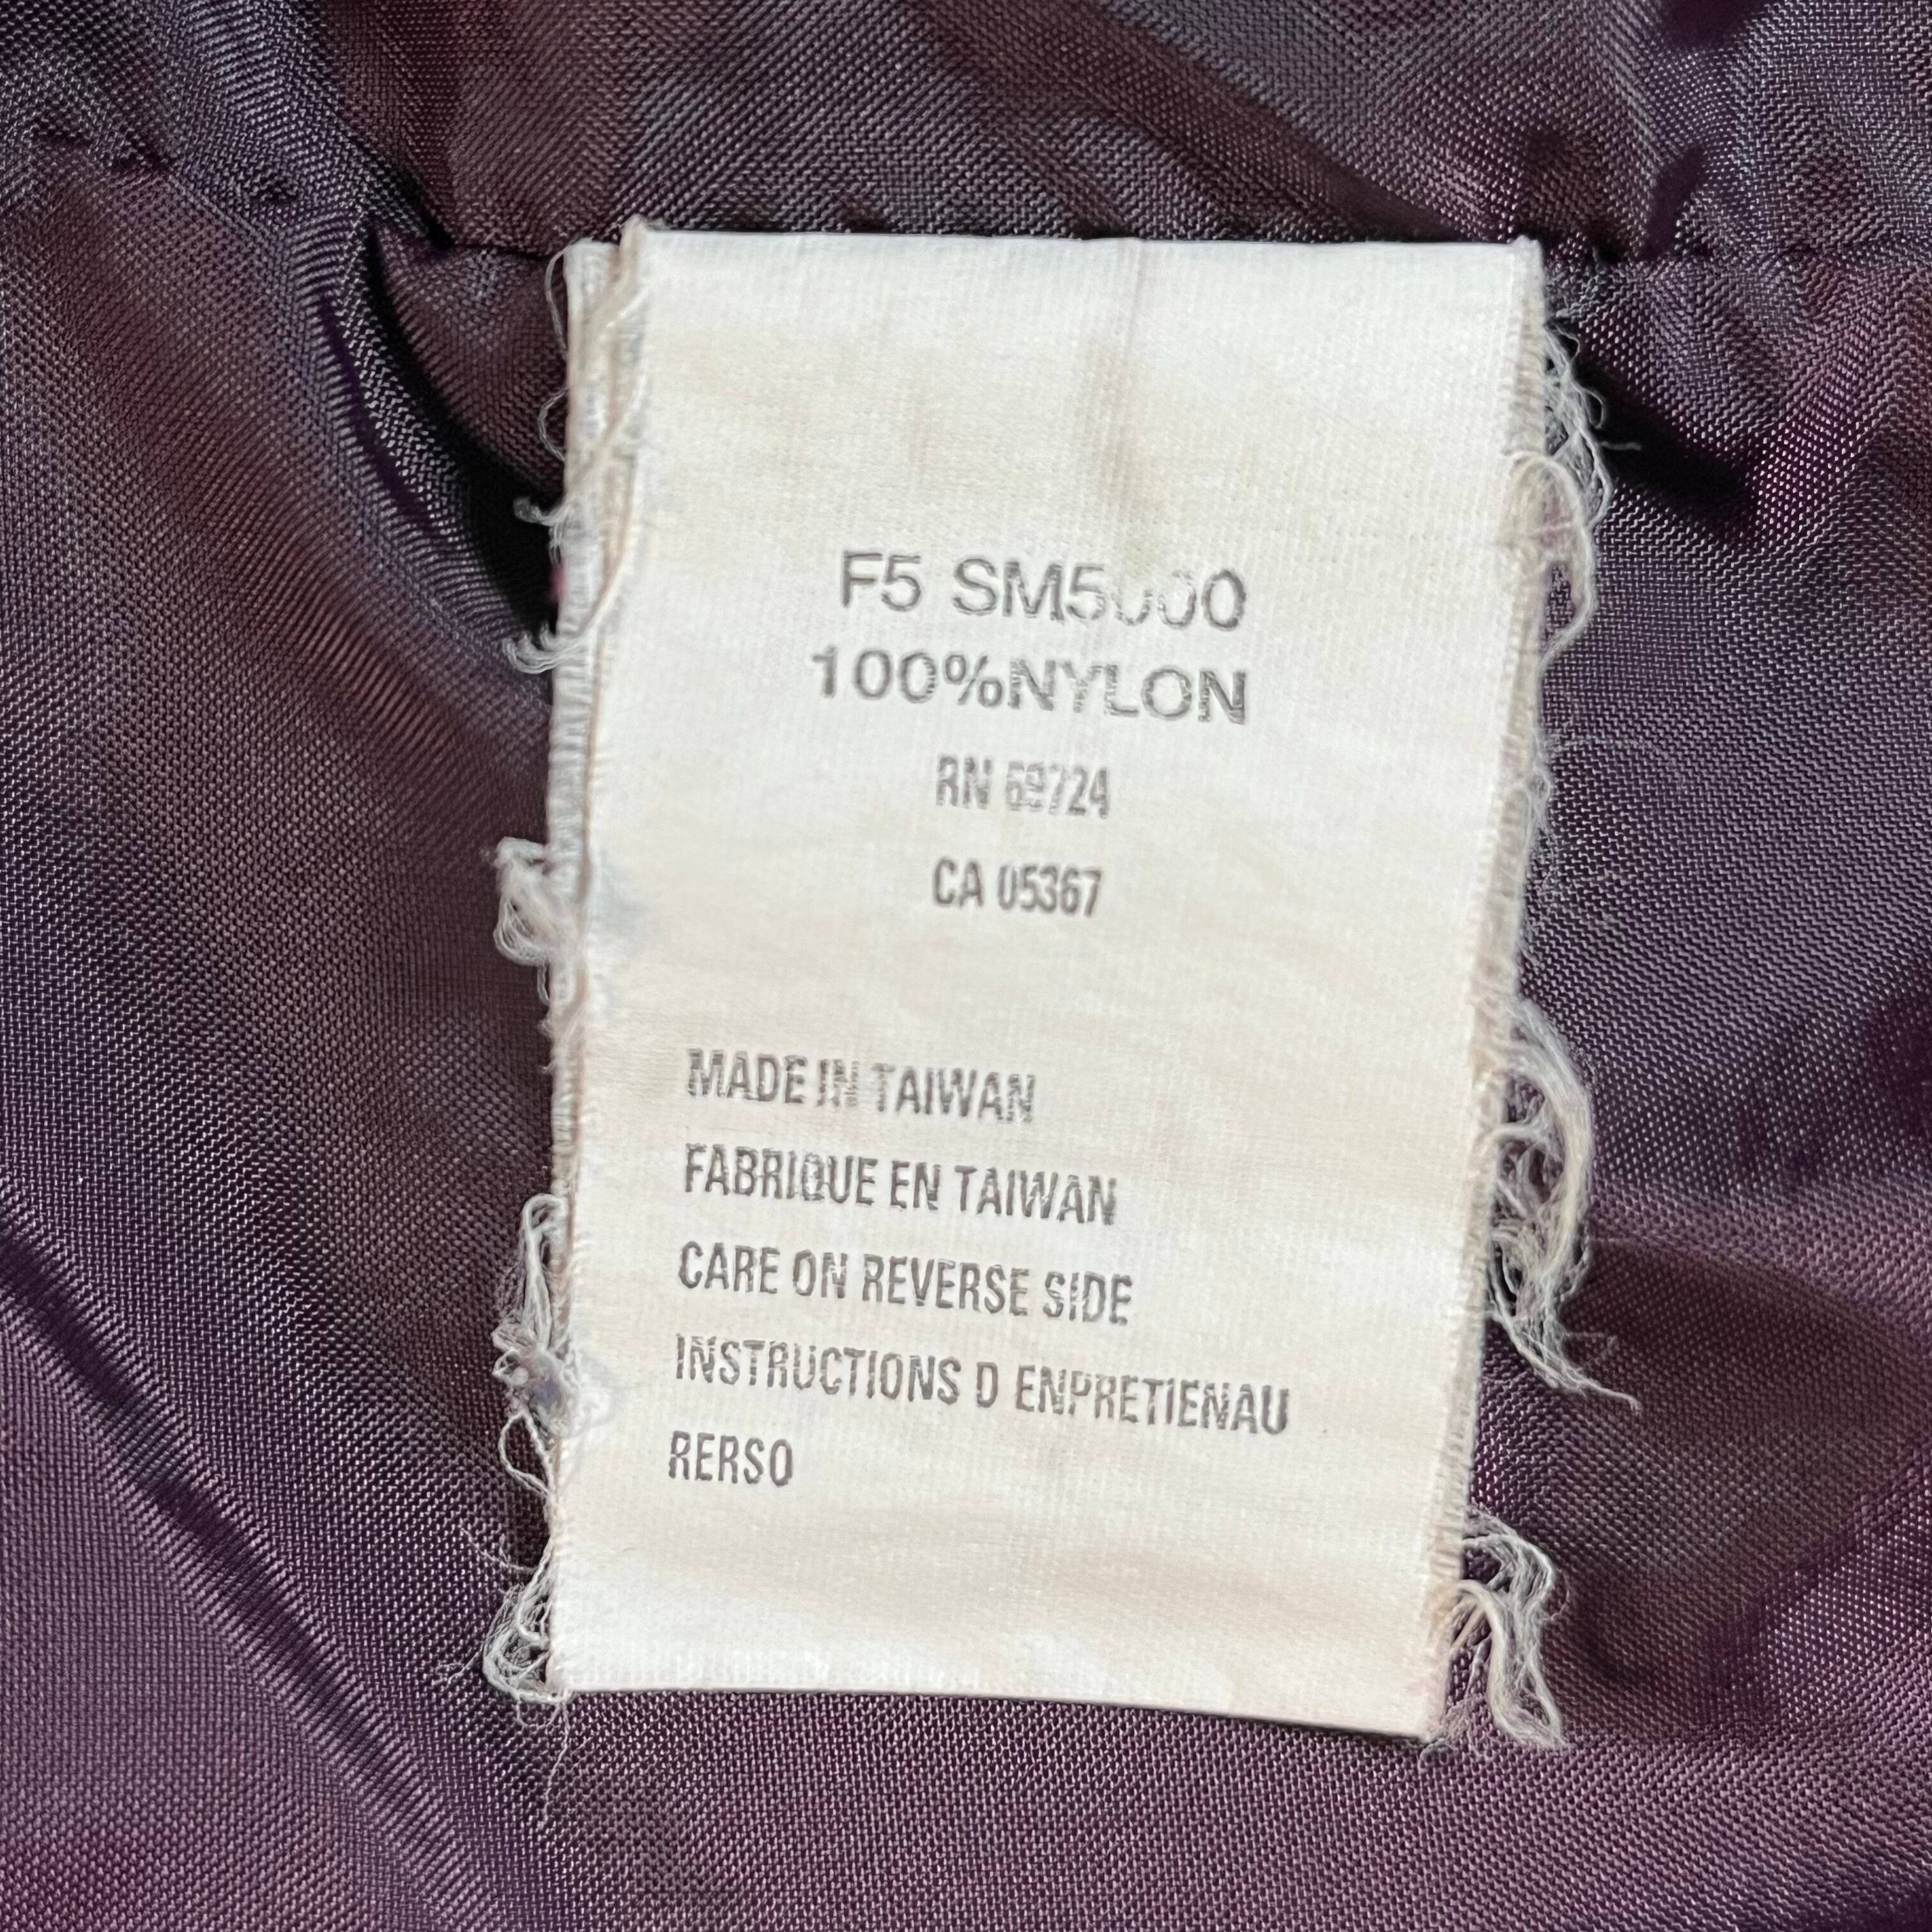 F5 SM5000
100%NYLON
RN 69724
CA 05367
MADE IN TAIWAN
FABRIQUE EN TAIWAN
CARE ON REVERSE SIDE
INSTRUCTIONS D ENPRETIENAU
RERSO